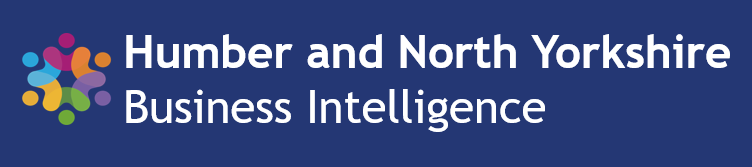 Humber and North Yorkshire
Business Intelligence